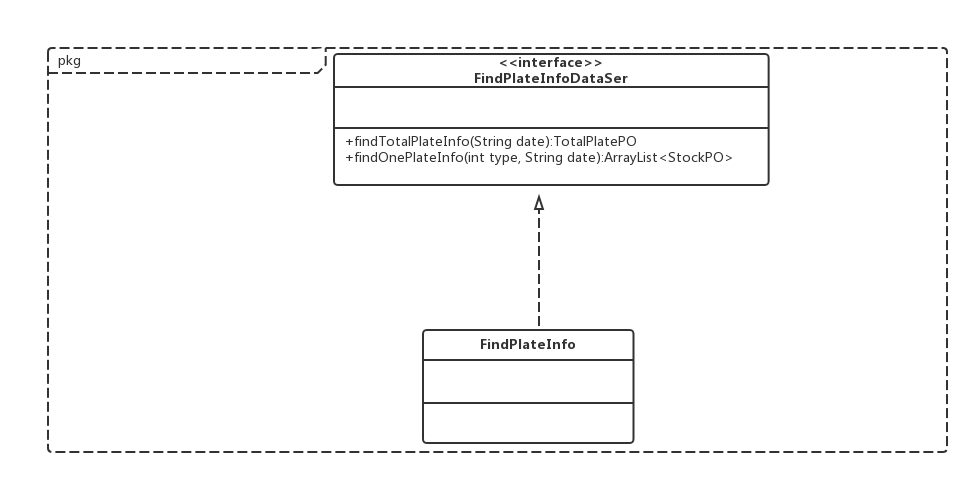 pkg
<<interface>>
FindPlateInfoDataSer
+findTotalPlateInfo(String date):TotalPlatePO
+findOnePlateInfo(int type, String date):ArrayList<StockPO>
FindPlateInfo